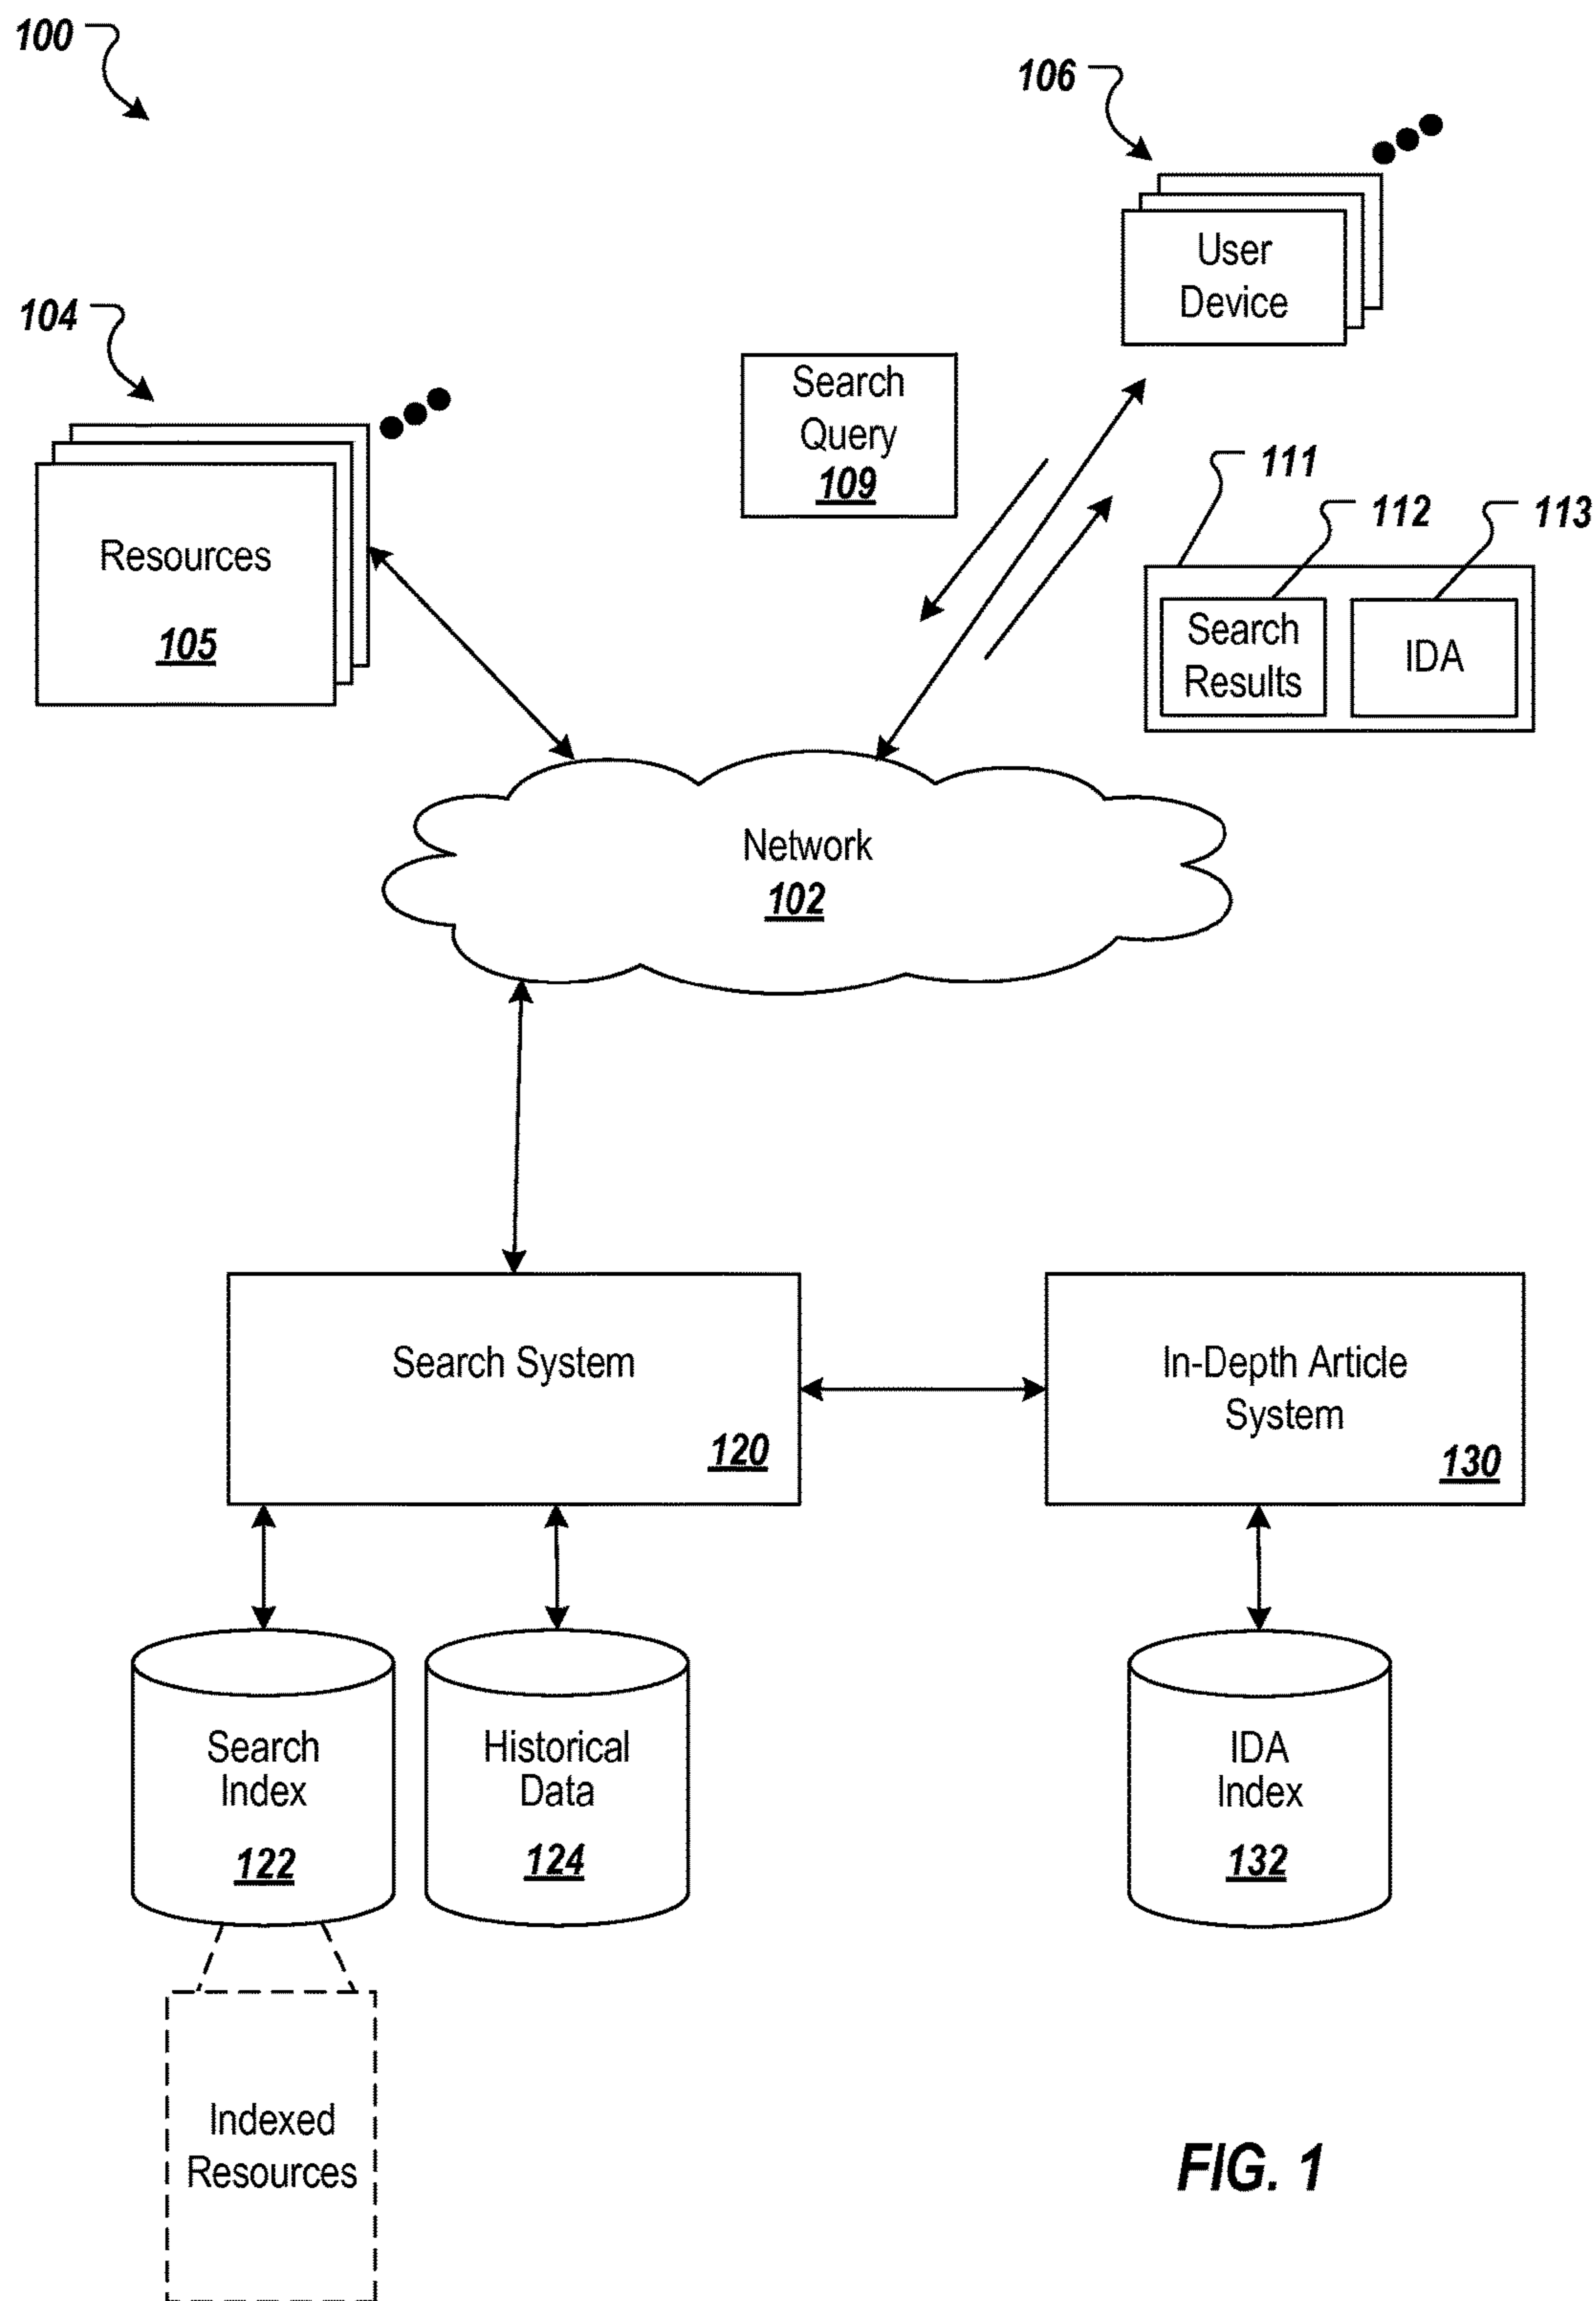 100
106
User
Device
104
Search
Query
109
111
112
113
Resources
105
Search
Results
IDA
Network
102
Search System
120
In-Depth Article
System
130
Search
Index
122
Historical
Data
124
IDA
Index
132
Indexed
Resources
FIG. 1